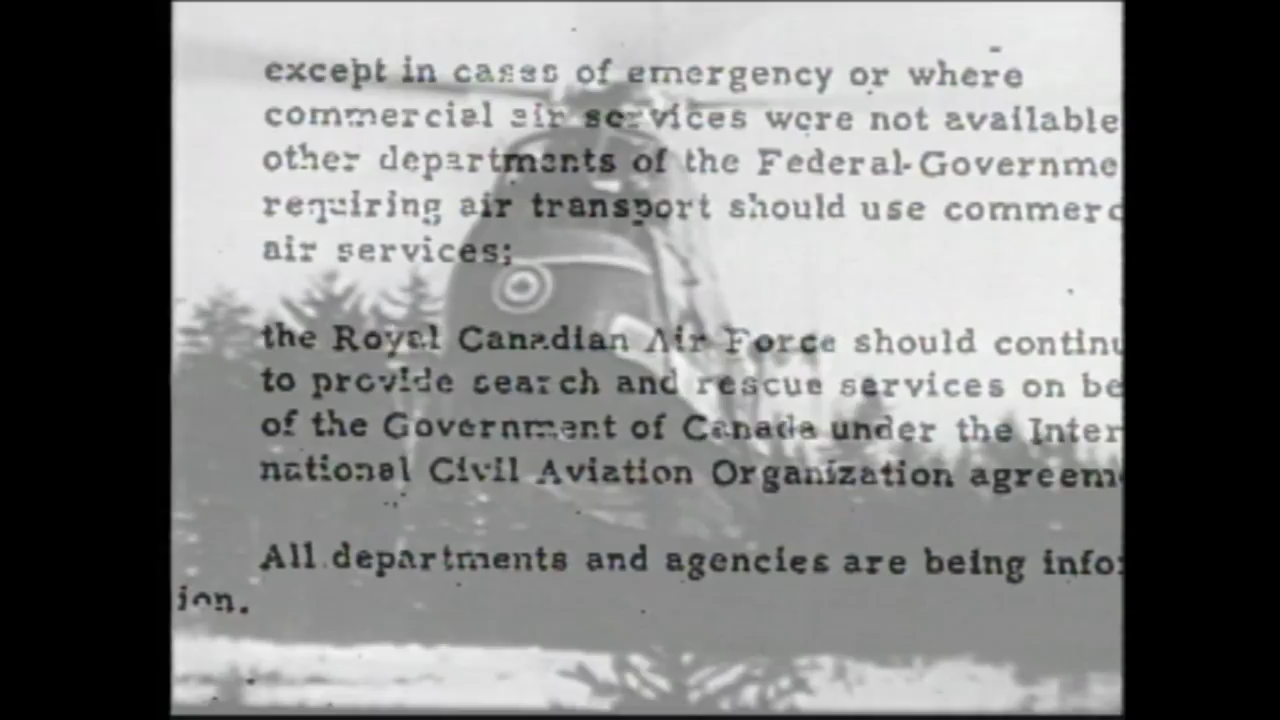 except in cases of emergency or where
commercial air services were not available
other departments of the Federal-Governme
requiring air transport should use commerc
air services;
the Royal Canadian Air Force should continu
to provide search and rescue services on be
of the Government of Canada under the Inter
national Civil Aviation Organization agreem
All departments and agencies are being infor
ion.